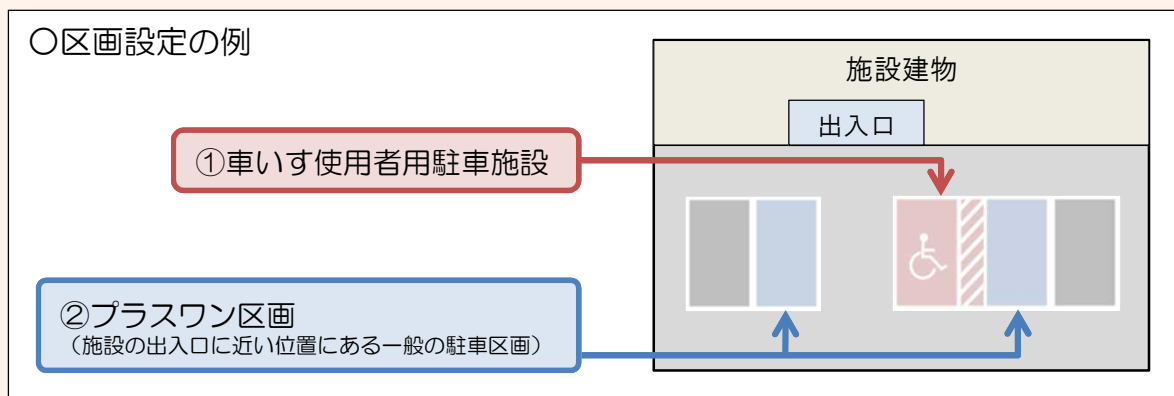 〇区画設定の例
施設建物
出入口
①車いす使用者用駐車施設
②プラスワン区画
（施設の出入口に近い位置にある一般の駐車区画）